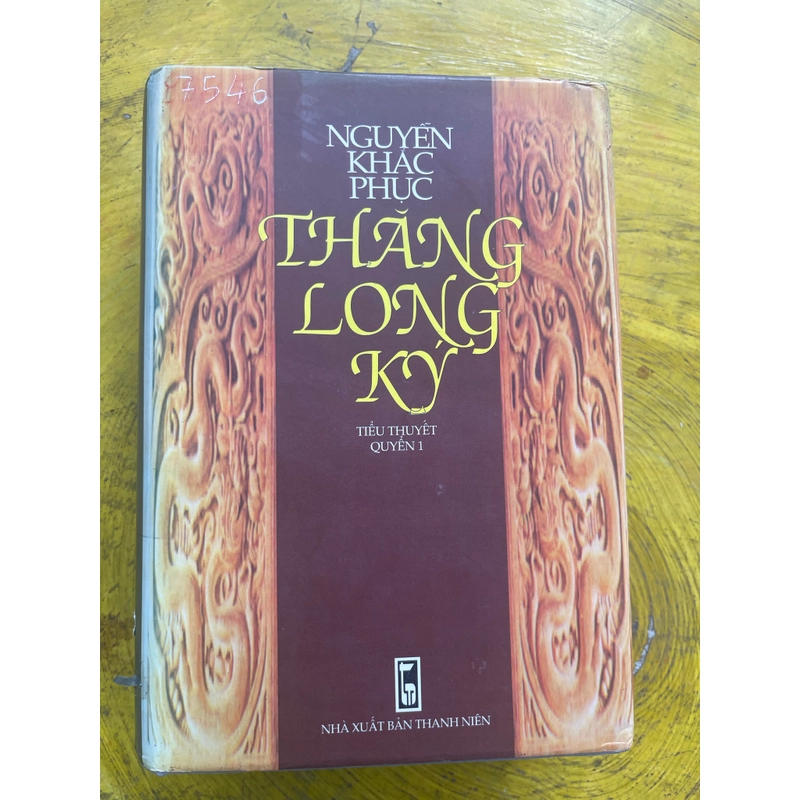 7546
NGUYỄN
KHẮC
PHỤC
THĂNG
LONG
KÝ
TIỂU THUYẾT
QUYỂN 1
NHÀ XUẤT BẢN THANH NIÊN